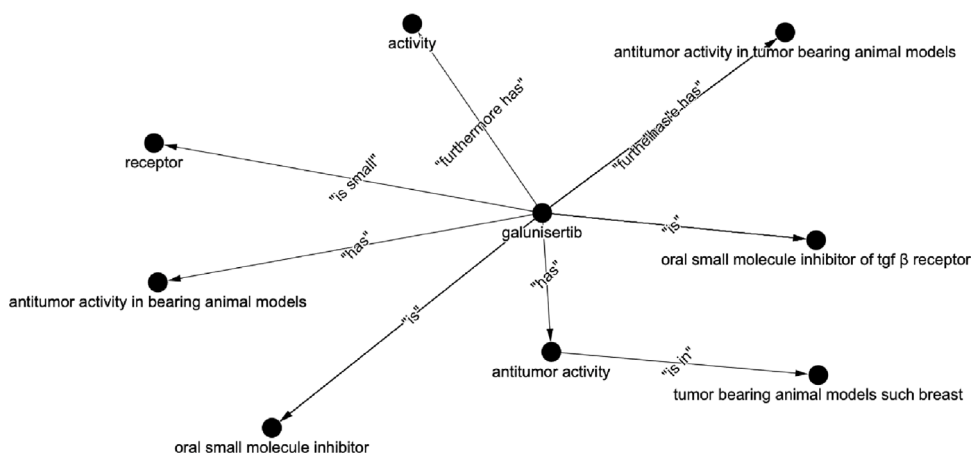 activity
antitumor activity in tumor bearing animal models
"furthermore has"
receptor
"is small"
galunisertib
"is"
"has"
oral small molecule inhibitor of tgf β receptor
"has"
antitumor activity in bearing animal models
"is"
antitumor activity
"is in"
tumor bearing animal models such breast
oral small molecule inhibitor